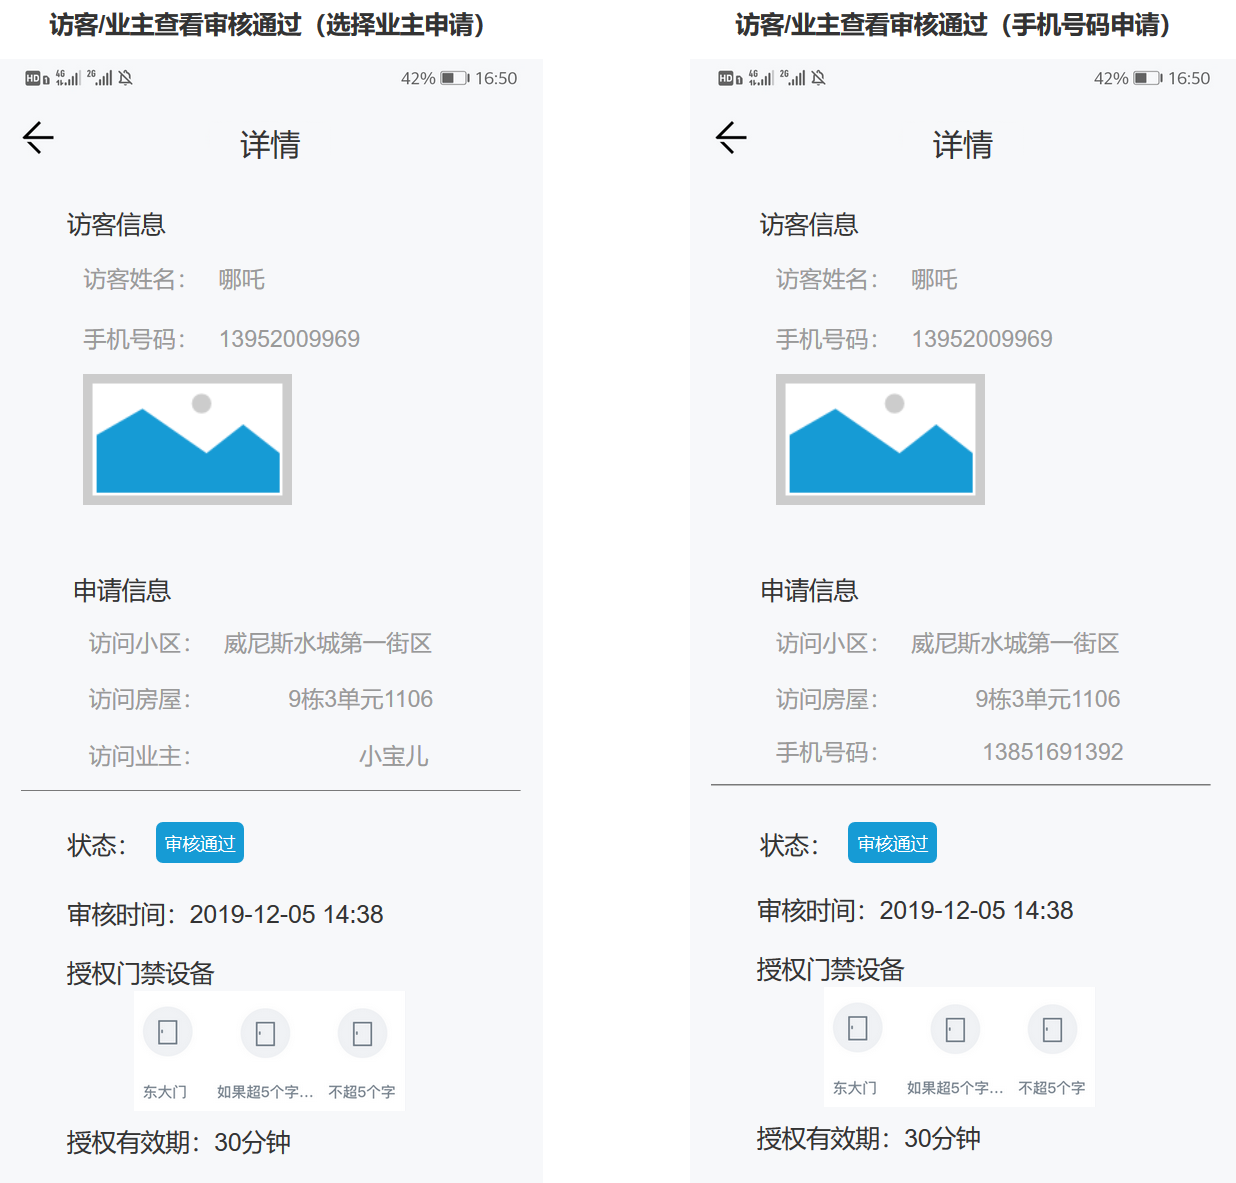 访客/业主查看审核通过（选择业主申请）
HD 1 4G 2G 42% 16:50
详情
访客信息
访客姓名： 哪吒
手机号码： 13952009969
申请信息
访问小区： 威尼斯水城第一街区
访问房屋： 9栋3单元1106
访问业主： 小宝儿
状态： 审核通过
审核时间：2019-12-05 14:38
授权门禁设备
东大门 如果超5个字... 不超5个字
授权有效期：30分钟
访客/业主查看审核通过（手机号码申请）
HD 1 4G 2G 42% 16:50
详情
访客信息
访客姓名： 哪吒
手机号码： 13952009969
申请信息
访问小区： 威尼斯水城第一街区
访问房屋： 9栋3单元1106
手机号码： 13851691392
状态： 审核通过
审核时间：2019-12-05 14:38
授权门禁设备
东大门 如果超5个字... 不超5个字
授权有效期：30分钟